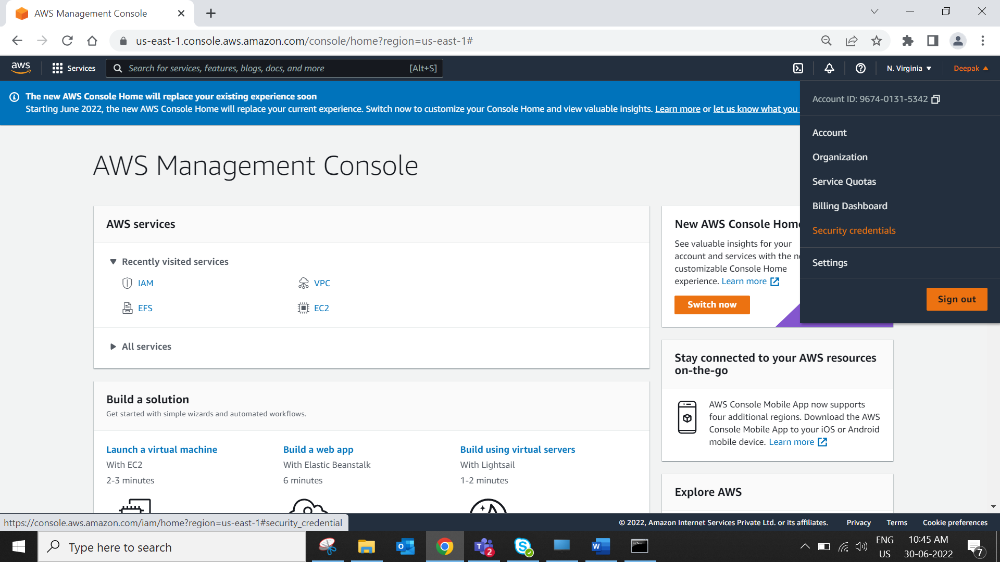 AWS Management Console
us-east-1.console.aws.amazon.com/console/home?region=us-east-1#
aws
Services
Search for services, features, blogs, docs, and more
[Alt+S]
N. Virginia
Deepak
The new AWS Console Home will replace your existing experience soon
Starting June 2022, the new AWS Console Home will replace your current experience. Switch now to customize your Console Home and view valuable insights. Learn more or let us know what you
Account ID: 9674-0131-5342
Account
Organization
Service Quotas
Billing Dashboard
Security credentials
Settings
Sign out
AWS Management Console
AWS services
Recently visited services
IAM
VPC
EFS
EC2
All services
New AWS Console Home
See valuable insights for your
account and services with the n
customizable Console Home
experience. Learn more
Switch now
Stay connected to your AWS resources
on-the-go
AWS Console Mobile App now supports
four additional regions. Download the AWS
Console Mobile App to your iOS or Android
mobile device. Learn more
Build a solution
Get started with simple wizards and automated workflows.
Launch a virtual machine
With EC2
2-3 minutes
Build a web app
With Elastic Beanstalk
6 minutes
Build using virtual servers
With Lightsail
1-2 minutes
Explore AWS
https://console.aws.amazon.com/iam/home?region=us-east-1#security_credential
© 2022, Amazon Internet Services Private Ltd. or its affiliates.
Privacy
Terms
Cookie preferences
Type here to search
2
ENG
US
10:45 AM
30-06-2022
7